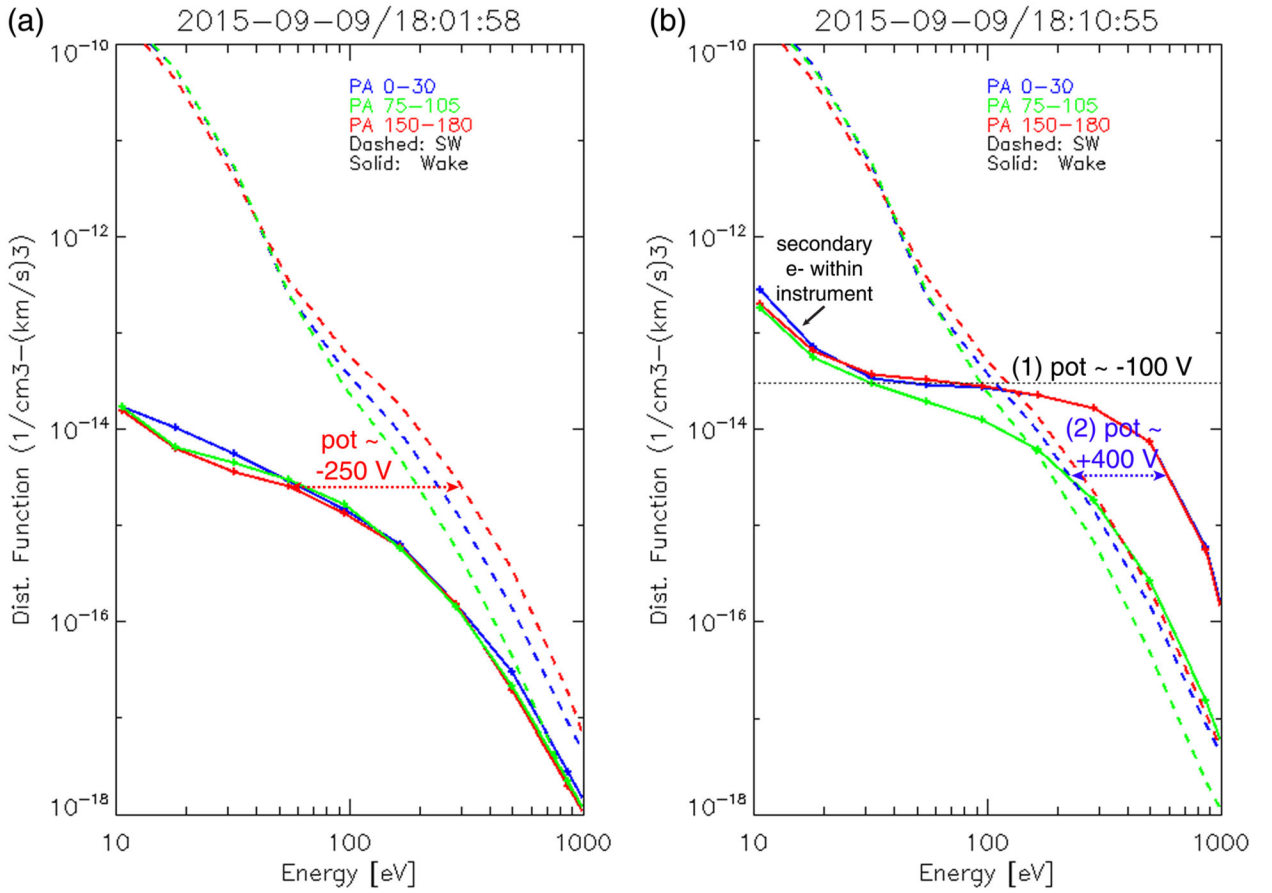 (a)
2015-09-09/18:01:58
Dist. Function (1/cm3-(km/s)3)
10-10
10-12
10-14
10-16
10-18
PA 0-30
PA 75-105
PA 150-180
Dashed: SW
Solid: Wake
pot ~
-250 V
10
100
1000
Energy [eV]
(b)
2015-09-09/18:10:55
Dist. Function (1/cm3-(km/s)3)
10-10
10-12
10-14
10-16
10-18
PA 0-30
PA 75-105
PA 150-180
Dashed: SW
Solid: Wake
secondary
e- within
instrument
(1) pot ~ -100 V
(2) pot ~
+400 V
10
100
1000
Energy [eV]